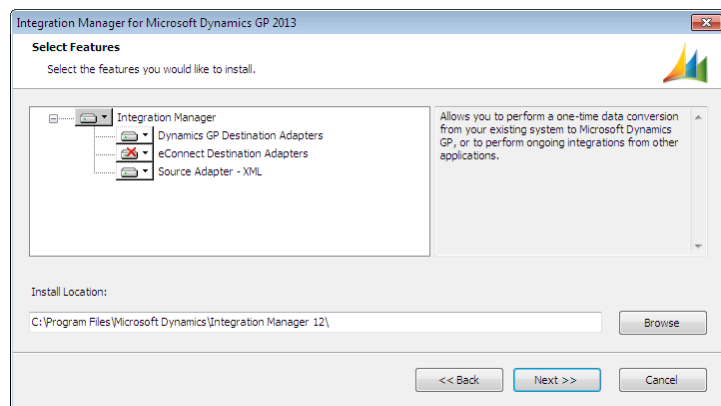 Integration Manager for Microsoft Dynamics GP 2013
Select Features
Select the features you would like to install.
Integration Manager
Dynamics GP Destination Adapters
eConnect Destination Adapters
Source Adapter - XML
Allows you to perform a one-time data conversion
from your existing system to Microsoft Dynamics
GP, or to perform ongoing integrations from other
applications.
Install Location:
C:\Program Files\Microsoft Dynamics\Integration Manager 12\
Browse
<< Back
Next >>
Cancel